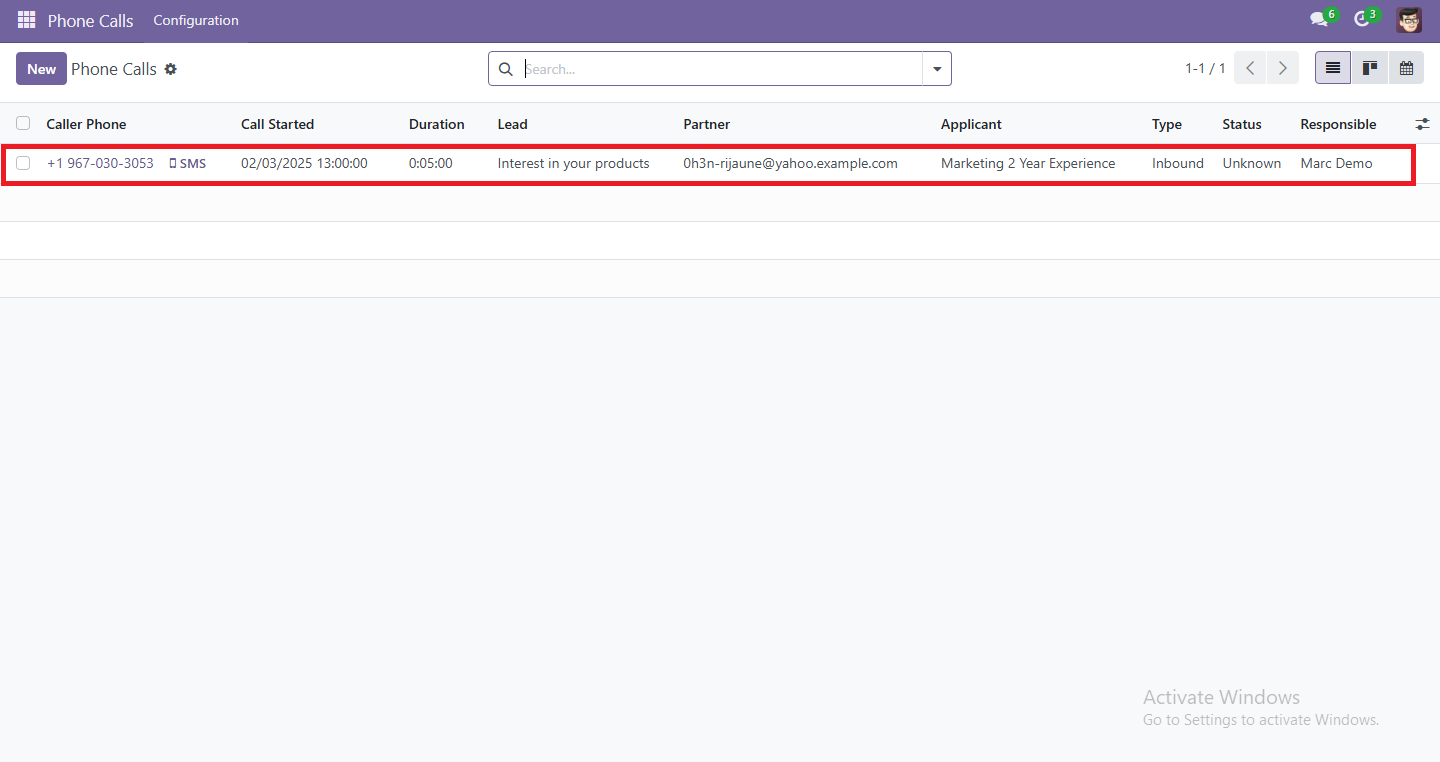 Phone Calls Configuration 6 3
New Phone Calls Search... 1-1 / 1
Caller Phone Call Started Duration Lead Partner Applicant Type Status Responsible
+1 967-030-3053 SMS 02/03/2025 13:00:00 0:05:00 Interest in your products 0h3n-rijaune@yahoo.example.com Marketing 2 Year Experience Inbound Unknown Marc Demo
Activate Windows
Go to Settings to activate Windows.